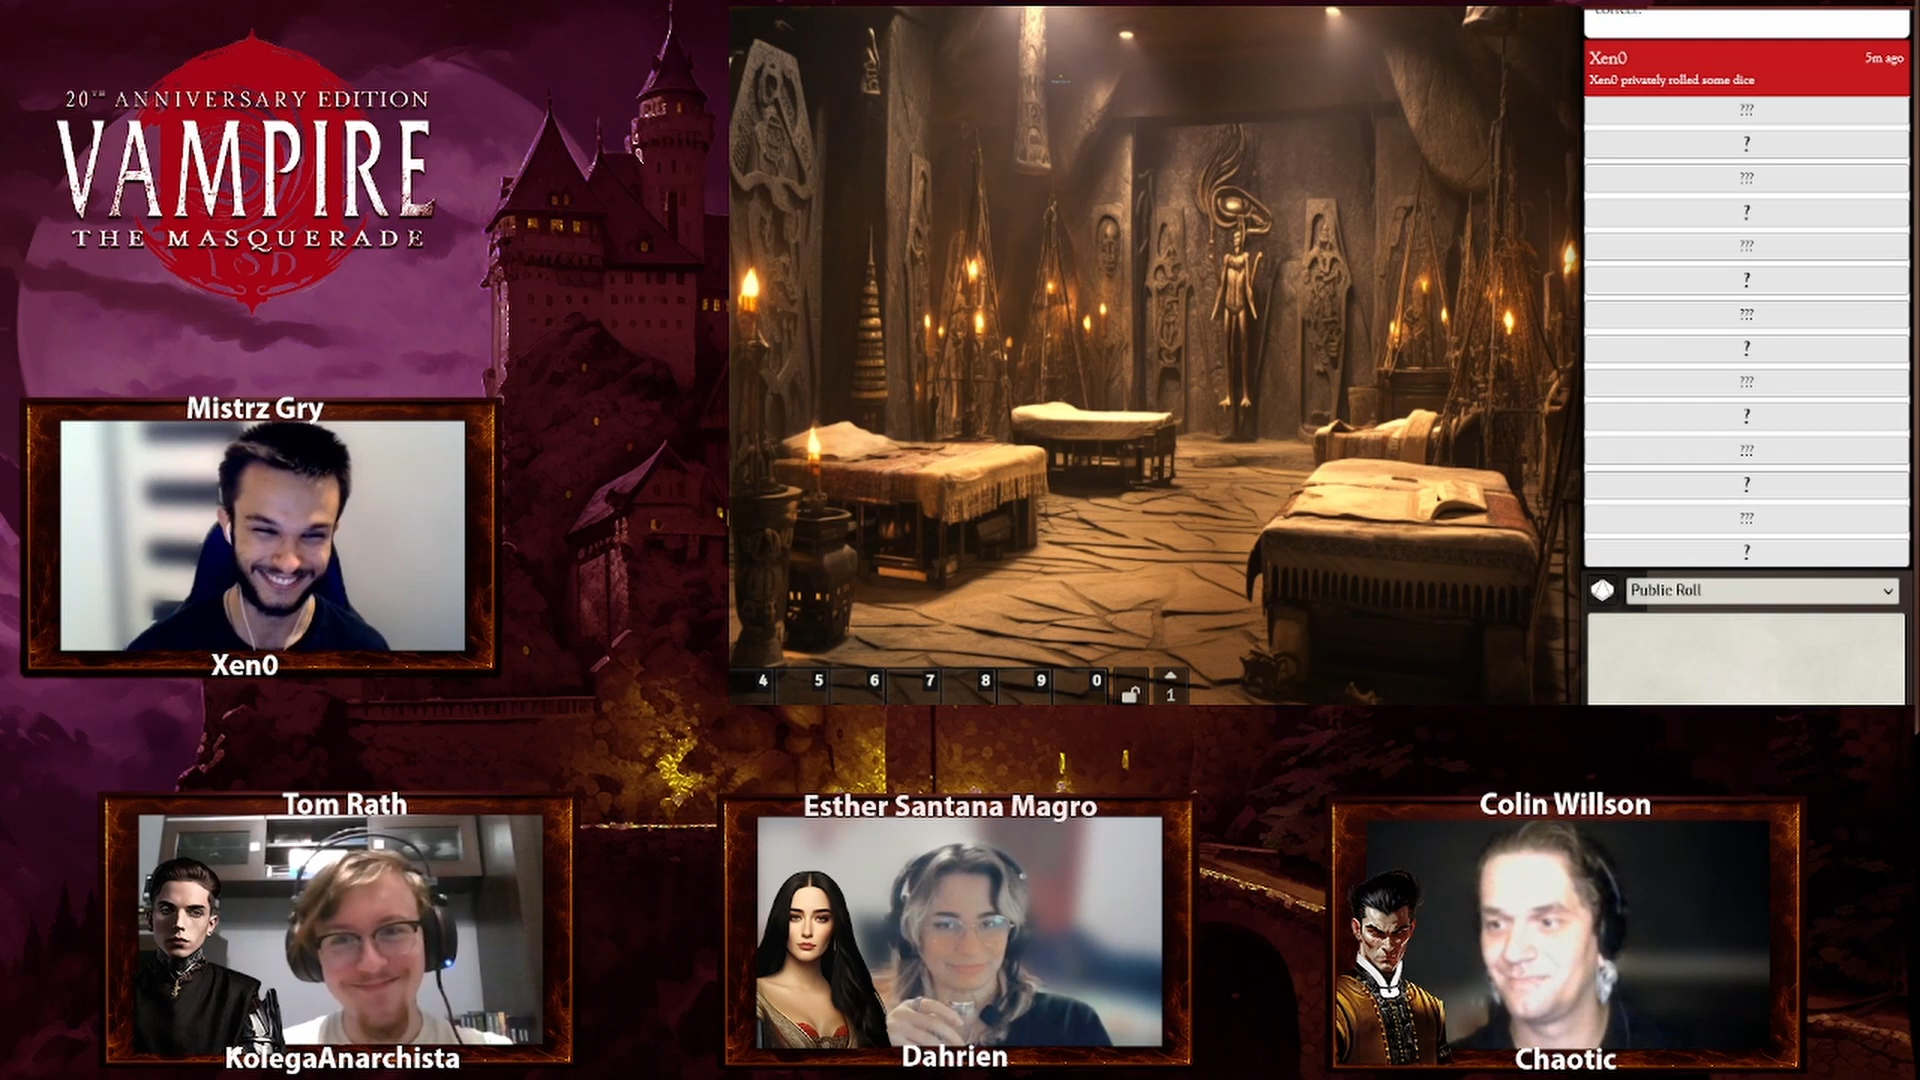 20TH ANNIVERSARY EDITION
VAMPIRE
THE MASQUERADE
Mistrz Gry
Xen0
Xen0
5m ago
Xen0 privately rolled some dice
???
?
???
?
???
?
???
?
???
?
???
?
???
?
Public Roll
4 5 6 7 8 9 0
1
Tom Rath
KolegaAnarchista
Esther Santana Magro
Dahrien
Colin Willson
Chaotic